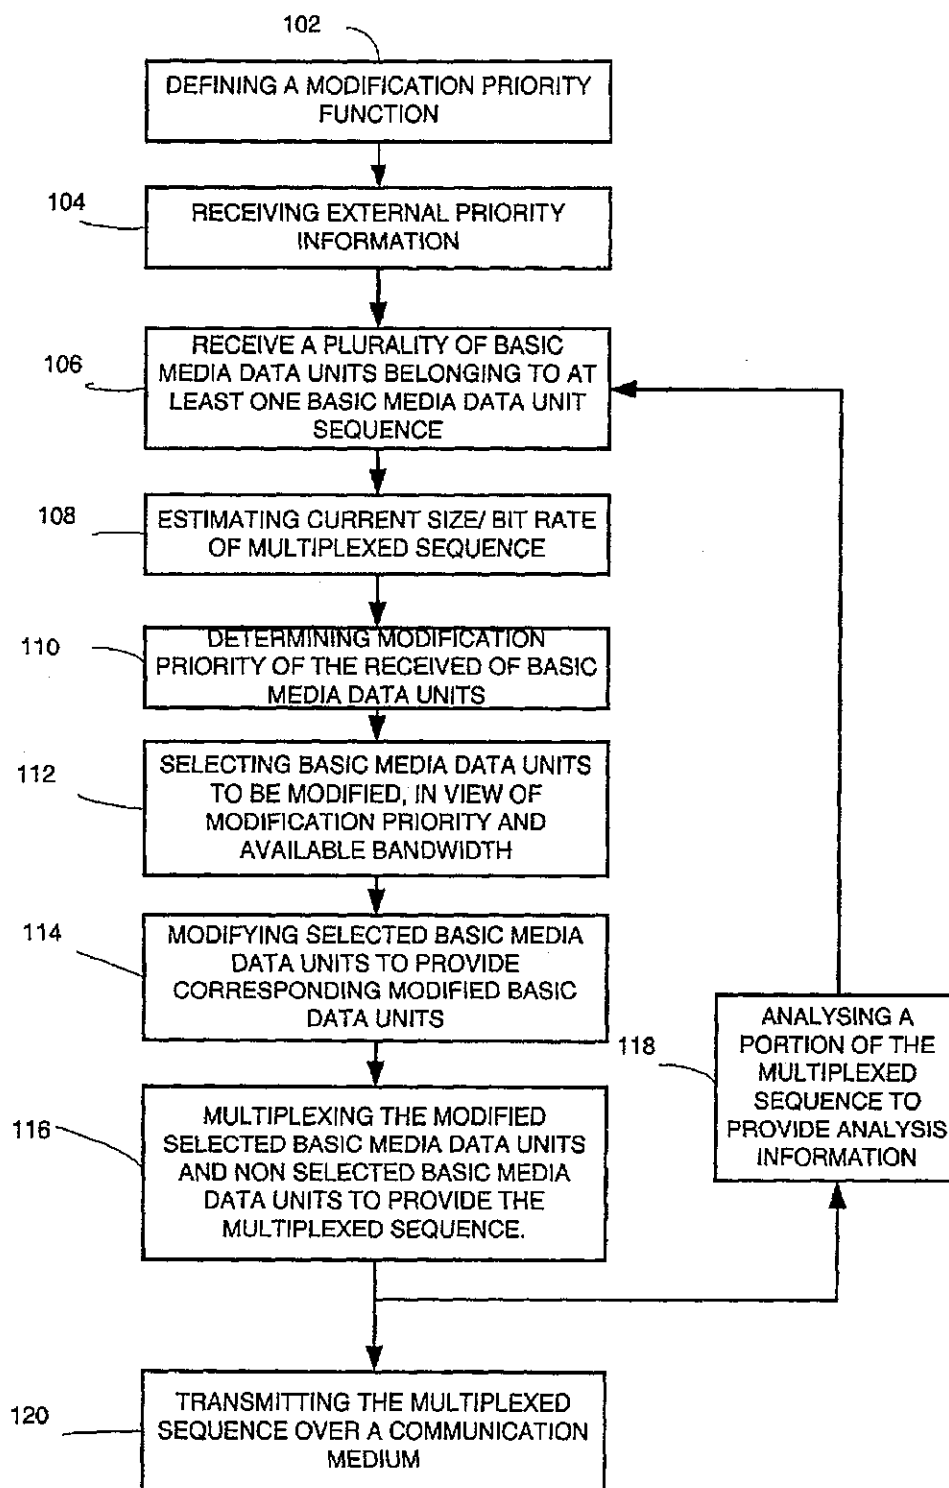 102
DEFINING A MODIFICATION PRIORITY
FUNCTION
104
RECEIVING EXTERNAL PRIORITY
INFORMATION
106
RECEIVE A PLURALITY OF BASIC
MEDIA DATA UNITS BELONGING TO AT
LEAST ONE BASIC MEDIA DATA UNIT
SEQUENCE
108
ESTIMATING CURRENT SIZE/ BIT RATE
OF MULTIPLEXED SEQUENCE
110
DETERMINING MODIFICATION
PRIORITY OF THE RECEIVED OF BASIC
MEDIA DATA UNITS
112
SELECTING BASIC MEDIA DATA UNITS
TO BE MODIFIED, IN VIEW OF
MODIFICATION PRIORITY AND
AVAILABLE BANDWIDTH
114
MODIFYING SELECTED BASIC MEDIA
DATA UNITS TO PROVIDE
CORRESPONDING MODIFIED BASIC
DATA UNITS
118
ANALYSING A
PORTION OF THE
MULTIPLEXED
SEQUENCE TO
PROVIDE ANALYSIS
INFORMATION
116
MULTIPLEXING THE MODIFIED
SELECTED BASIC MEDIA DATA UNITS
AND NON SELECTED BASIC MEDIA
DATA UNITS TO PROVIDE THE
MULTIPLEXED SEQUENCE.
120
TRANSMITTING THE MULTIPLEXED
SEQUENCE OVER A COMMUNICATION
MEDIUM